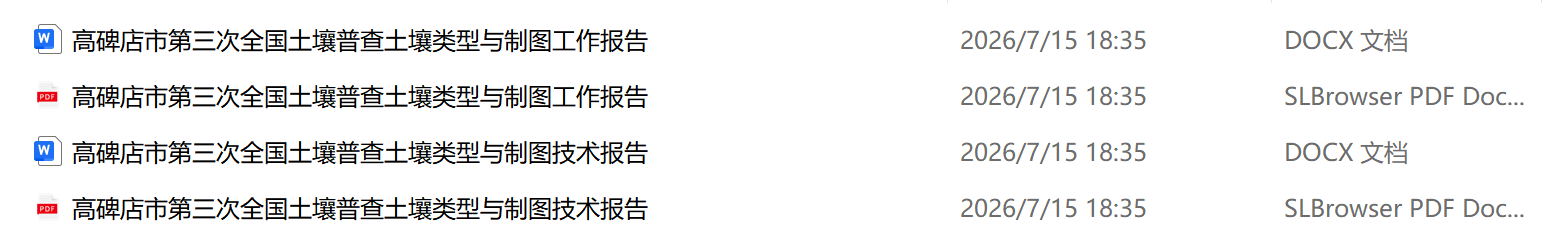 高碑店市第三次全国土壤普查土壤类型与制图工作报告 2026/7/15 18:35 DOCX 文档
高碑店市第三次全国土壤普查土壤类型与制图工作报告 2026/7/15 18:35 SLBrowser PDF Doc...
高碑店市第三次全国土壤普查土壤类型与制图技术报告 2026/7/15 18:35 DOCX 文档
高碑店市第三次全国土壤普查土壤类型与制图技术报告 2026/7/15 18:35 SLBrowser PDF Doc...